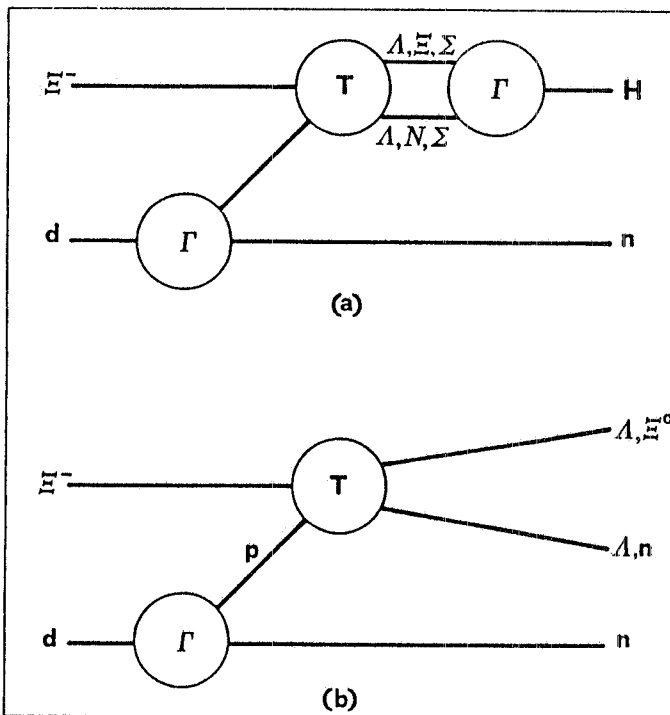 Ξ⁻ T Λ,Ξ,Σ Γ H
Λ,N,Σ
d Γ n
(a)
Λ,Ξ⁰
Ξ⁻ T
p Λ,n
d Γ n
(b)